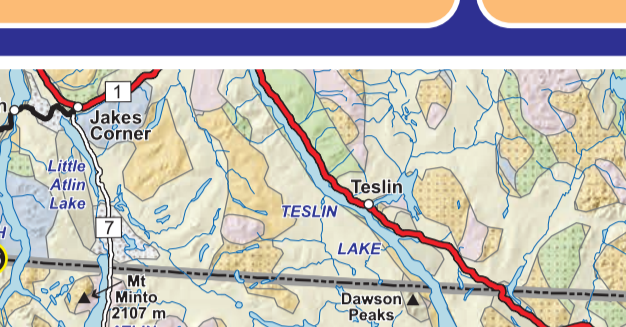 1
Jakes
Corner
Little
Atlin
Lake
Teslin
TESLIN
LAKE
7
Mt
Minto
2107 m
Dawson
Peaks